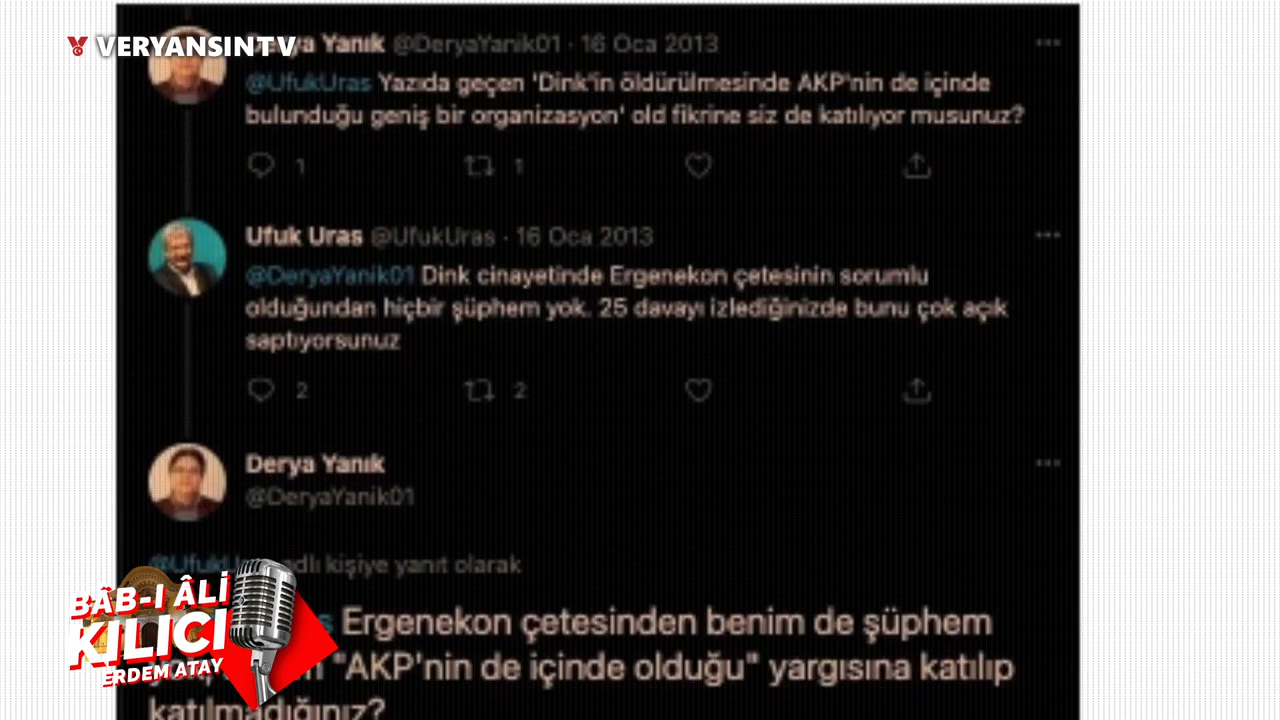 VERYANSINTV
Yanık @DeryaYanik01 · 16 Oca 2013
@UfukUras Yazıda geçen 'Dink'in öldürülmesinde AKP'nin de içinde
bulunduğu geniş bir organizasyon' old fikrine siz de katılıyor musunuz?
1 1
Ufuk Uras @UfukUras · 16 Oca 2013
@DeryaYanik01 Dink cinayetinde Ergenekon çetesinin sorumlu
olduğundan hiçbir şüphem yok. 25 davayı izlediğinizde bunu çok açık
saptıyorsunuz
2 2
Derya Yanık
@DeryaYanik01
adlı kişiye yanıt olarak
Ergenekon çetesinden benim de şüphem
"AKP'nin de içinde olduğu" yargısına katılıp
katılmadığınız?
BÂB-I ÂLİ
KILICI
ERDEM ATAY